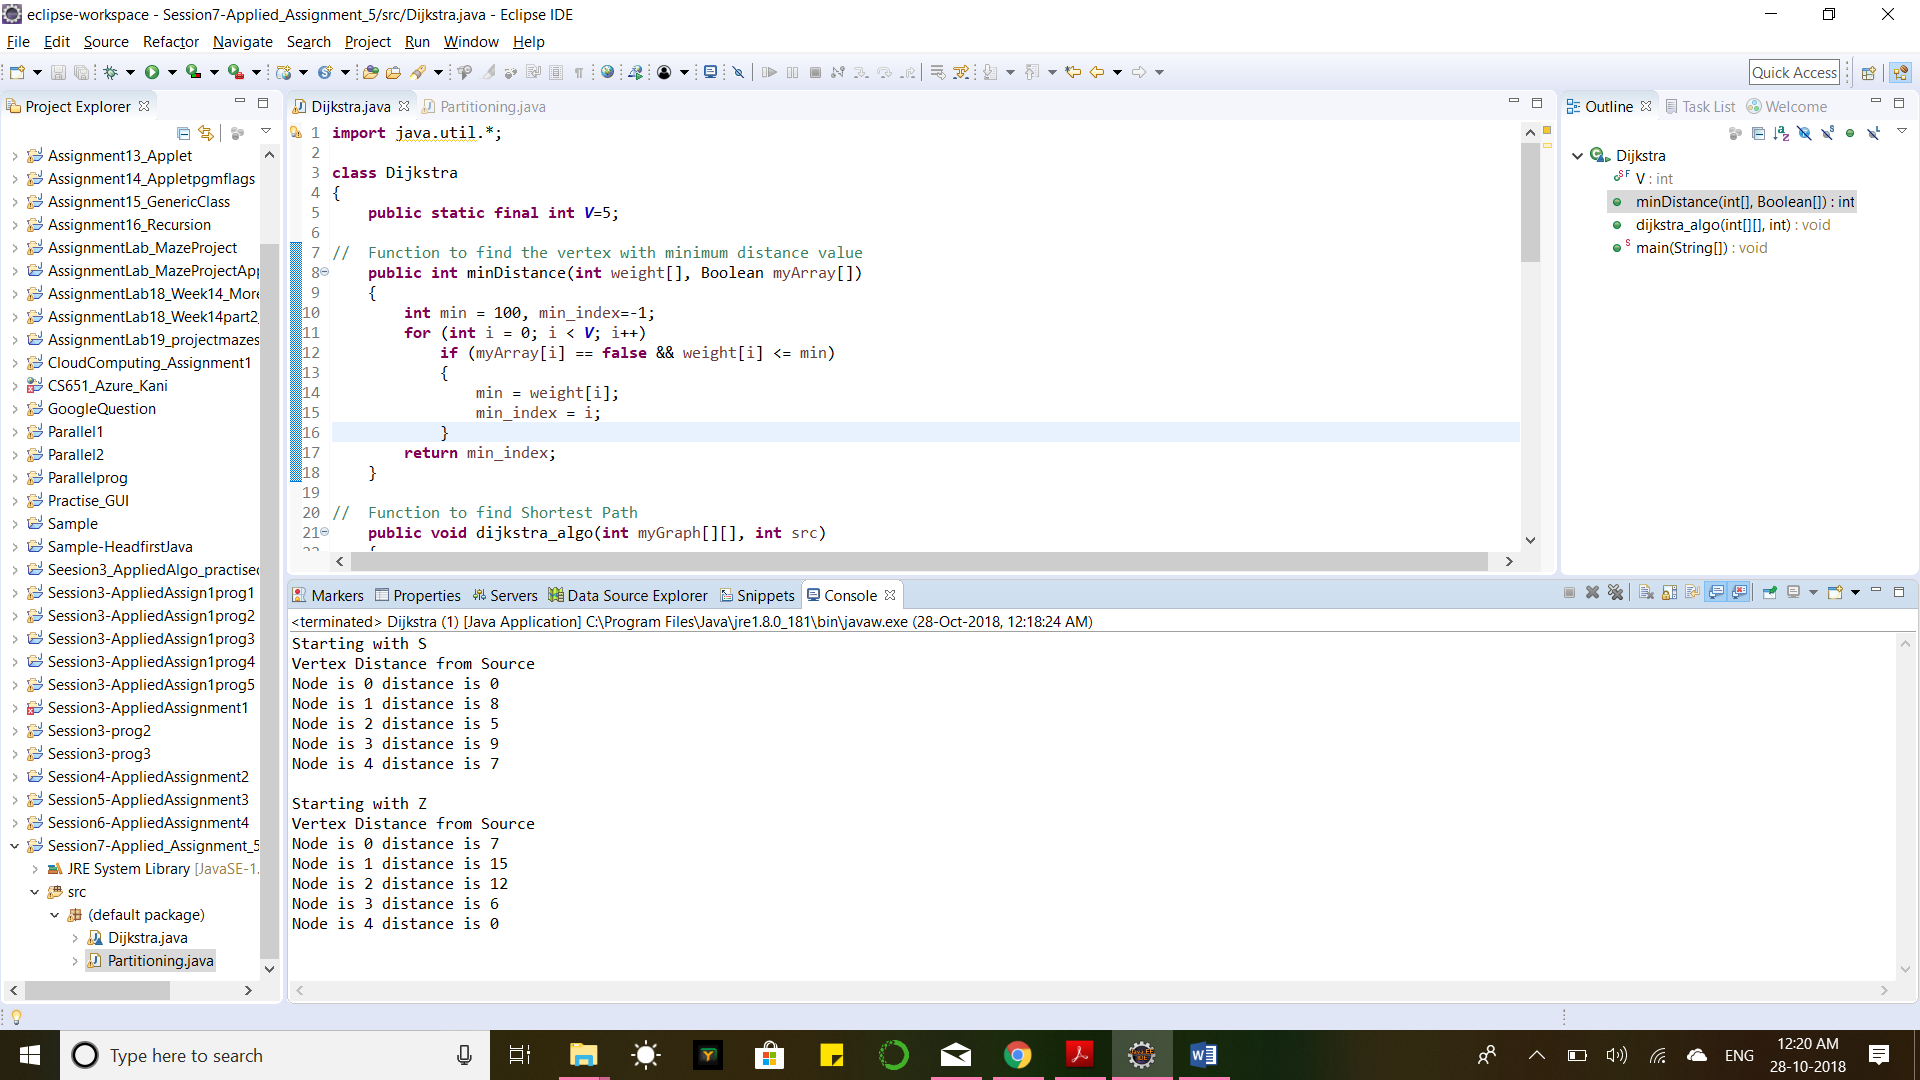 eclipse-workspace - Session7-Applied_Assignment_5/src/Dijkstra.java - Eclipse IDE
File Edit Source Refactor Navigate Search Project Run Window Help
Quick Access
Project Explorer
Assignment13_Applet
Assignment14_Appletpgmflags
Assignment15_GenericClass
Assignment16_Recursion
AssignmentLab_MazeProject
AssignmentLab_MazeProjectApp
AssignmentLab18_Week14_More
AssignmentLab18_Week14part2_
AssignmentLab19_projectmazes
CloudComputing_Assignment1
CS651_Azure_Kani
GoogleQuestion
Parallel1
Parallel2
Parallelprog
Practise_GUI
Sample
Sample-HeadfirstJava
Seesion3_AppliedAlgo_practised
Session3-AppliedAssign1prog1
Session3-AppliedAssign1prog2
Session3-AppliedAssign1prog3
Session3-AppliedAssign1prog4
Session3-AppliedAssign1prog5
Session3-AppliedAssignment1
Session3-prog2
Session3-prog3
Session4-AppliedAssignment2
Session5-AppliedAssignment3
Session6-AppliedAssignment4
Session7-Applied_Assignment_5
JRE System Library [JavaSE-1.
src
(default package)
Dijkstra.java
Partitioning.java
Dijkstra.java Partitioning.java
1 import java.util.*;
2
3 class Dijkstra
4 {
5 public static final int V=5;
6
7 // Function to find the vertex with minimum distance value
8 public int minDistance(int weight[], Boolean myArray[])
9 {
10 int min = 100, min_index=-1;
11 for (int i = 0; i < V; i++)
12 if (myArray[i] == false && weight[i] <= min)
13 {
14 min = weight[i];
15 min_index = i;
16 }
17 return min_index;
18 }
19
20 // Function to find Shortest Path
21 public void dijkstra_algo(int myGraph[][], int src)
Outline Task List Welcome
Dijkstra
V : int
minDistance(int[], Boolean[]) : int
dijkstra_algo(int[][], int) : void
main(String[]) : void
Markers Properties Servers Data Source Explorer Snippets Console
<terminated> Dijkstra (1) [Java Application] C:\Program Files\Java\jre1.8.0_181\bin\javaw.exe (28-Oct-2018, 12:18:24 AM)
Starting with S
Vertex Distance from Source
Node is 0 distance is 0
Node is 1 distance is 8
Node is 2 distance is 5
Node is 3 distance is 9
Node is 4 distance is 7
Starting with Z
Vertex Distance from Source
Node is 0 distance is 7
Node is 1 distance is 15
Node is 2 distance is 12
Node is 3 distance is 6
Node is 4 distance is 0
Type here to search
ENG
12:20 AM
28-10-2018